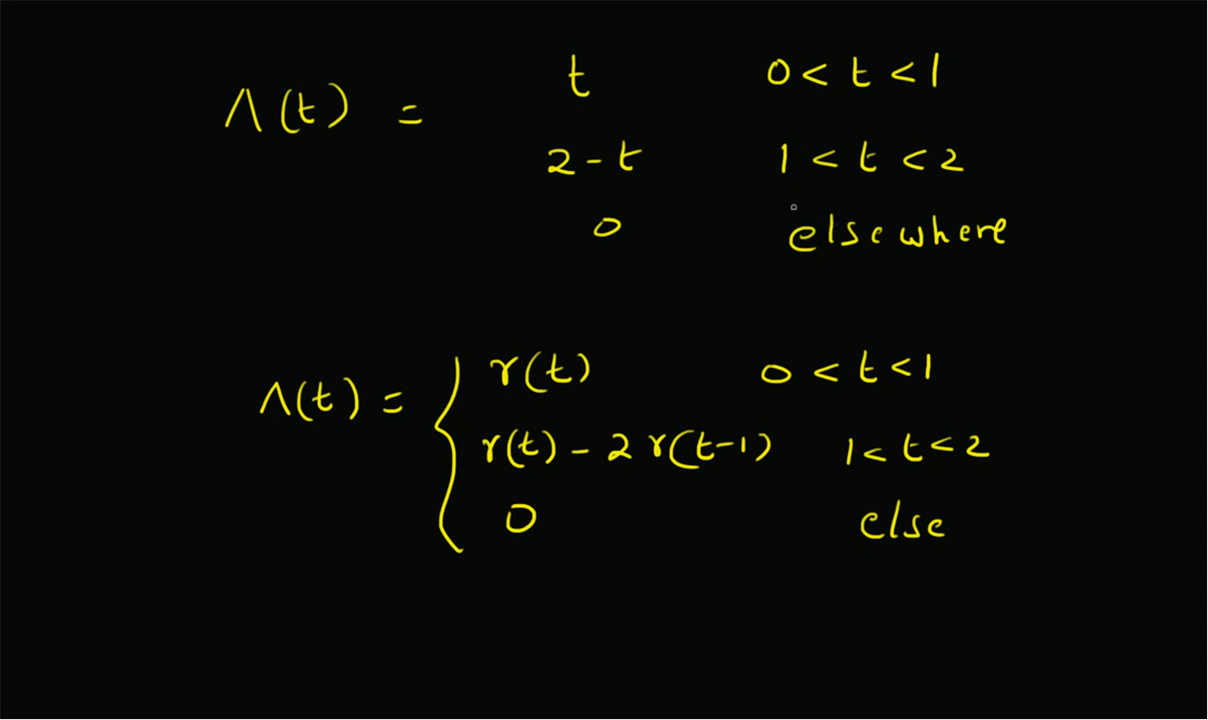 Λ(t) = t 0 < t < 1
2 - t 1 < t < 2
0 elsewhere
Λ(t) = { r(t) 0 < t < 1
r(t) - 2 r(t-1) 1 < t < 2
0 else